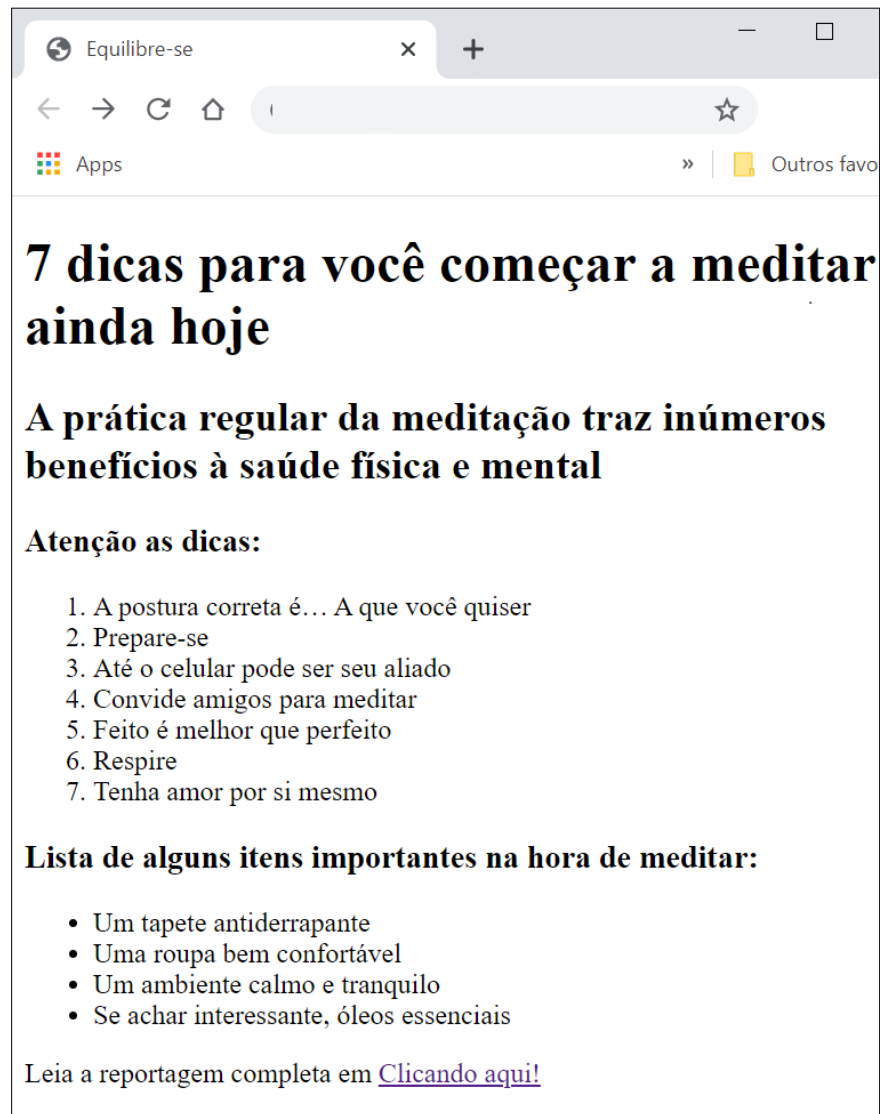 Equilibre-se
Apps
» Outros favo
7 dicas para você começar a meditar
ainda hoje
A prática regular da meditação traz inúmeros
benefícios à saúde física e mental
Atenção as dicas:
1. A postura correta é… A que você quiser
2. Prepare-se
3. Até o celular pode ser seu aliado
4. Convide amigos para meditar
5. Feito é melhor que perfeito
6. Respire
7. Tenha amor por si mesmo
Lista de alguns itens importantes na hora de meditar:
• Um tapete antiderrapante
• Uma roupa bem confortável
• Um ambiente calmo e tranquilo
• Se achar interessante, óleos essenciais
Leia a reportagem completa em Clicando aqui!